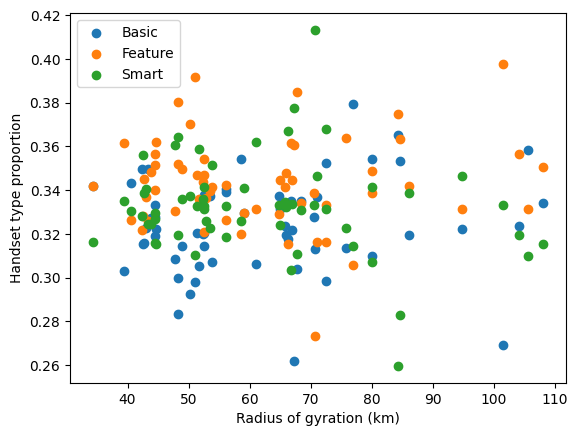 0.42
0.40
0.38
0.36
0.34
0.32
0.30
0.28
0.26
Handset type proportion
Basic
Feature
Smart
40 50 60 70 80 90 100 110
Radius of gyration (km)